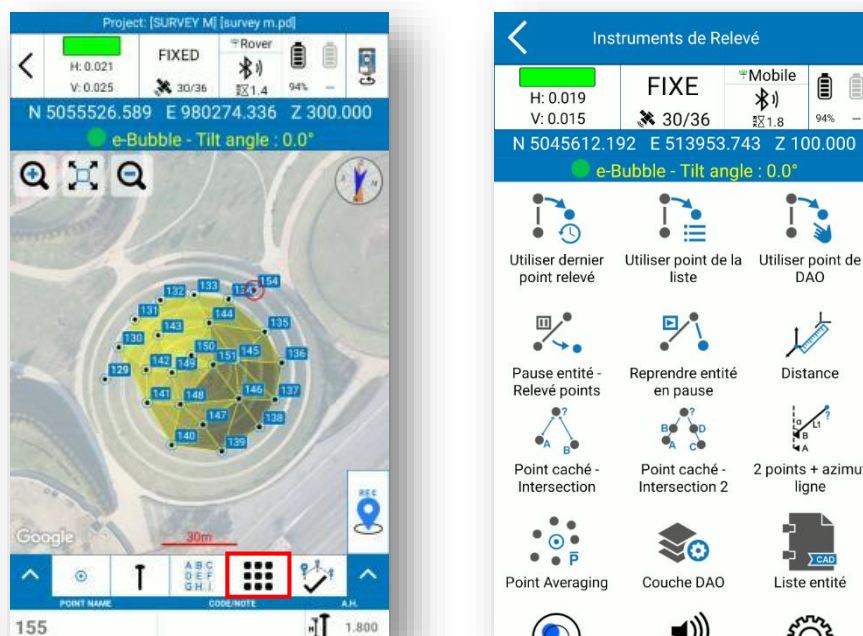 Project: [SURVEY M] [survey m.pd]
H: 0.021
V: 0.025
FIXED
30/36
Rover
1.4
94%
--
N 5055526.589 E 980274.336 Z 300.000
e-Bubble - Tilt angle : 0.0°
N
154
132
133
134
131
144
143
135
130
150
151
145
136
142
149
129
146
137
141
148
147
138
140
139
REC
Google
30m
A B C
D E F
G H I
POINT NAME
CODE/NOTE
A.H.
155
1.800
Instruments de Relevé
H: 0.019
V: 0.015
FIXE
30/36
Mobile
1.8
94%
--
N 5045612.192 E 513953.743 Z 100.000
e-Bubble - Tilt angle : 0.0°
Utiliser dernier
point relevé
Utiliser point de la
liste
Utiliser point de
DAO
Pause entité -
Relevé points
Reprendre entité
en pause
Distance
?
A B
?
B D
A C
α L1 ?
B
A
Point caché -
Intersection
Point caché -
Intersection 2
2 points + azimut
ligne
P
CAD
Point Averaging
Couche DAO
Liste entité